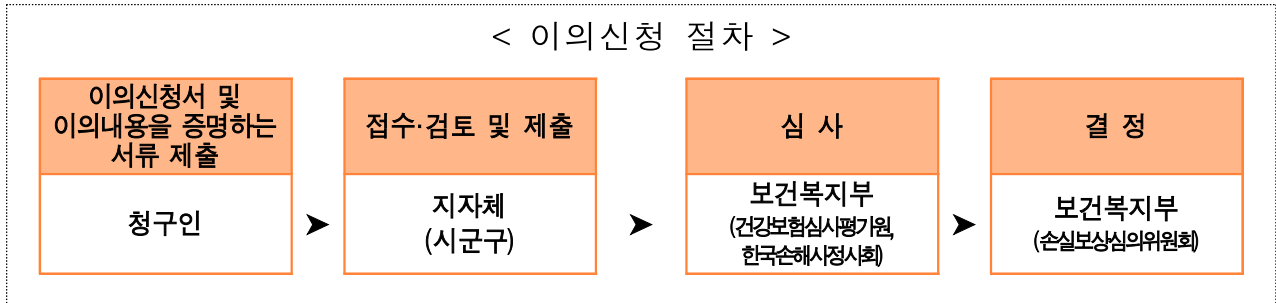 < 이의신청 절차 >
이의신청서 및
이의내용을 증명하는
서류 제출
청구인
➤
접수·검토 및 제출
지자체
(시군구)
➤
심 사
보건복지부
(건강보험심사평가원,
한국손해사정사회)
➤
결 정
보건복지부
(손실보상심의위원회)